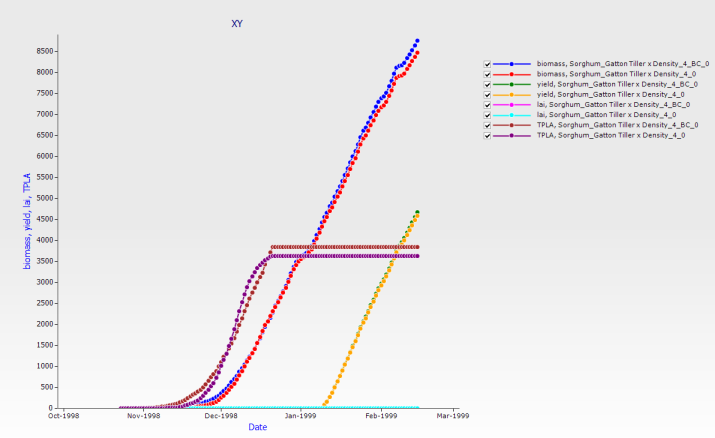 XY
biomass, yield, lai, TPLA
8500
8000
7500
7000
6500
6000
5500
5000
4500
4000
3500
3000
2500
2000
1500
1000
500
0
Oct-1998 Nov-1998 Dec-1998 Jan-1999 Feb-1999 Mar-1999
Date
biomass, Sorghum_Gatton Tiller x Density_4_BC_0
biomass, Sorghum_Gatton Tiller x Density_4_0
yield, Sorghum_Gatton Tiller x Density_4_BC_0
yield, Sorghum_Gatton Tiller x Density_4_0
lai, Sorghum_Gatton Tiller x Density_4_BC_0
lai, Sorghum_Gatton Tiller x Density_4_0
TPLA, Sorghum_Gatton Tiller x Density_4_BC_0
TPLA, Sorghum_Gatton Tiller x Density_4_0